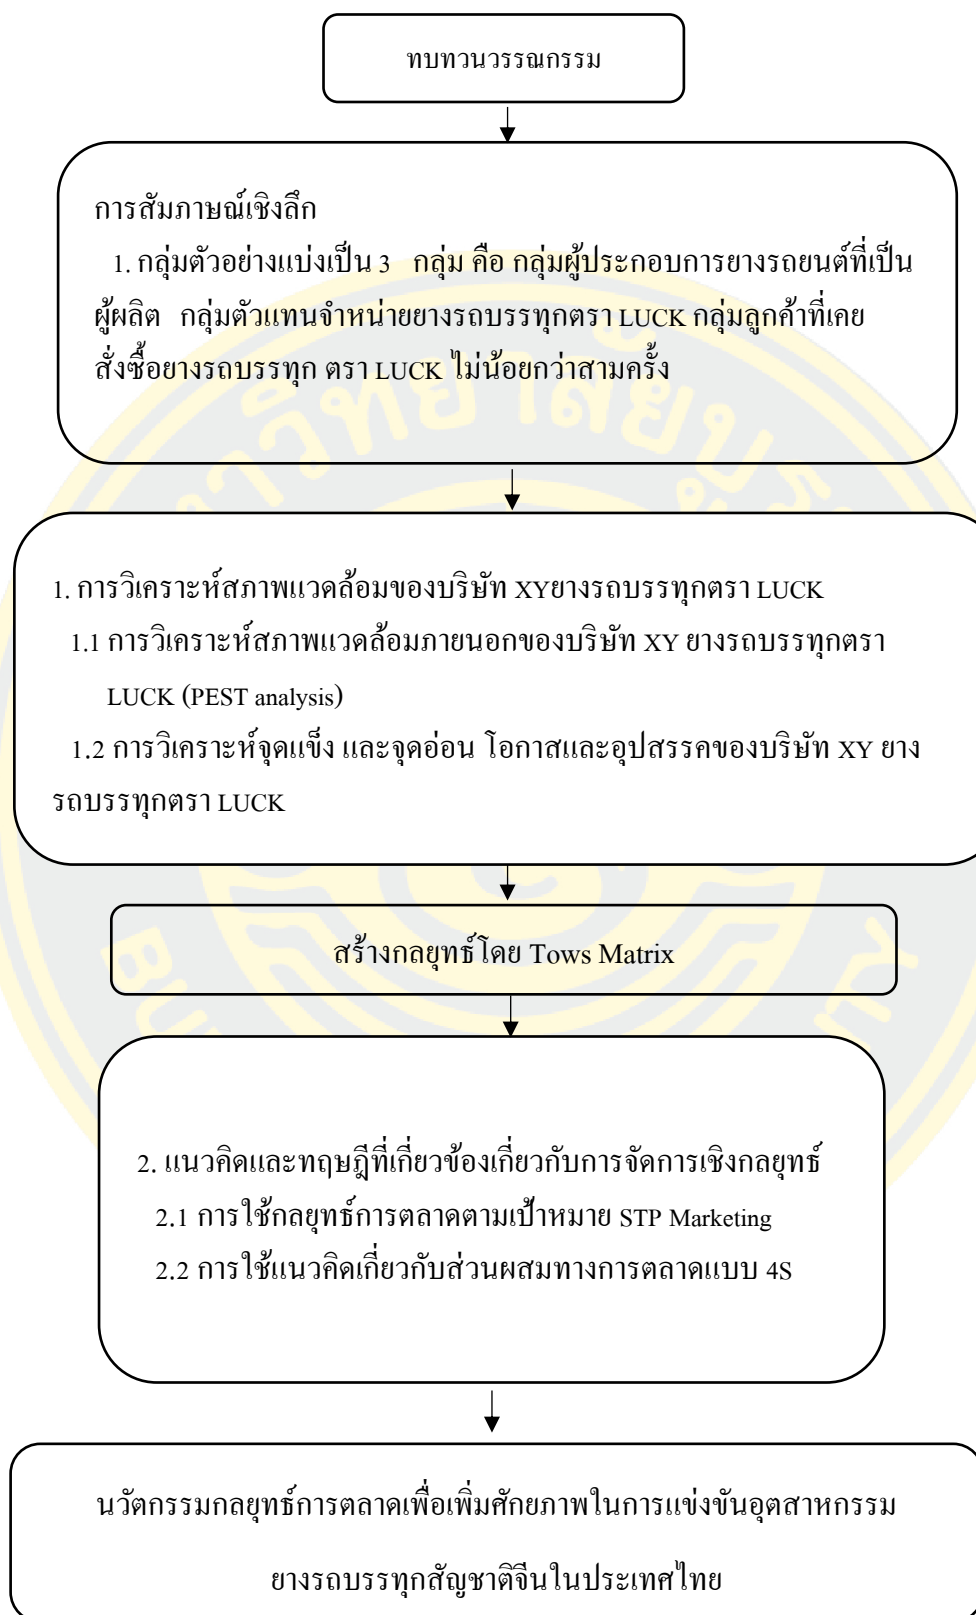 ทบทวนวรรณกรรม
การสัมภาษณ์เชิงลึก
1. กลุ่มตัวอย่างแบ่งเป็น 3 กลุ่ม คือ กลุ่มผู้ประกอบการยางรถยนต์ที่เป็น
ผู้ผลิต กลุ่มตัวแทนจำหน่ายยางรถบรรทุกตรา LUCK กลุ่มลูกค้าที่เคย
สั่งซื้อยางรถบรรทุก ตรา LUCK ไม่น้อยกว่าสามครั้ง
1. การวิเคราะห์สภาพแวดล้อมของบริษัท XYยางรถบรรทุกตรา LUCK
1.1 การวิเคราะห์สภาพแวดล้อมภายนอกของบริษัท XY ยางรถบรรทุกตรา
LUCK (PEST analysis)
1.2 การวิเคราะห์จุดแข็ง และจุดอ่อน โอกาสและอุปสรรคของบริษัท XY ยาง
รถบรรทุกตรา LUCK
สร้างกลยุทธ์โดย Tows Matrix
2. แนวคิดและทฤษฎีที่เกี่ยวข้องเกี่ยวกับการจัดการเชิงกลยุทธ์
2.1 การใช้กลยุทธ์การตลาดตามเป้าหมาย STP Marketing
2.2 การใช้แนวคิดเกี่ยวกับส่วนผสมทางการตลาดแบบ 4S
นวัตกรรมกลยุทธ์การตลาดเพื่อเพิ่มศักยภาพในการแข่งขันอุตสาหกรรม
ยางรถบรรทุกสัญชาติจีนในประเทศไทย